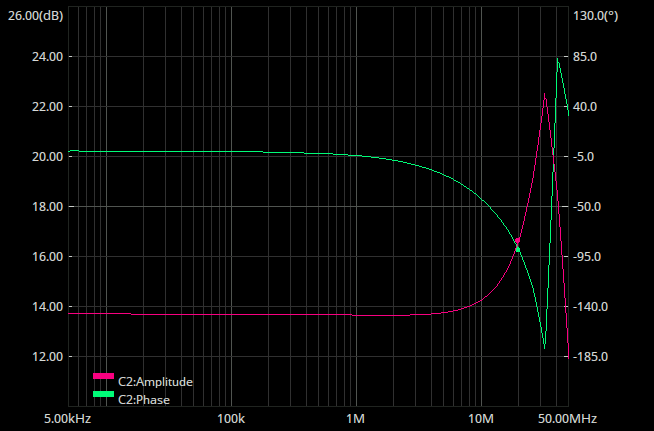 26.00(dB) 130.0(°)
24.00 85.0
22.00 40.0
20.00 -5.0
18.00 -50.0
16.00 -95.0
14.00 -140.0
12.00 -185.0
C2:Amplitude
C2:Phase
5.00kHz 100k 1M 10M 50.00MHz